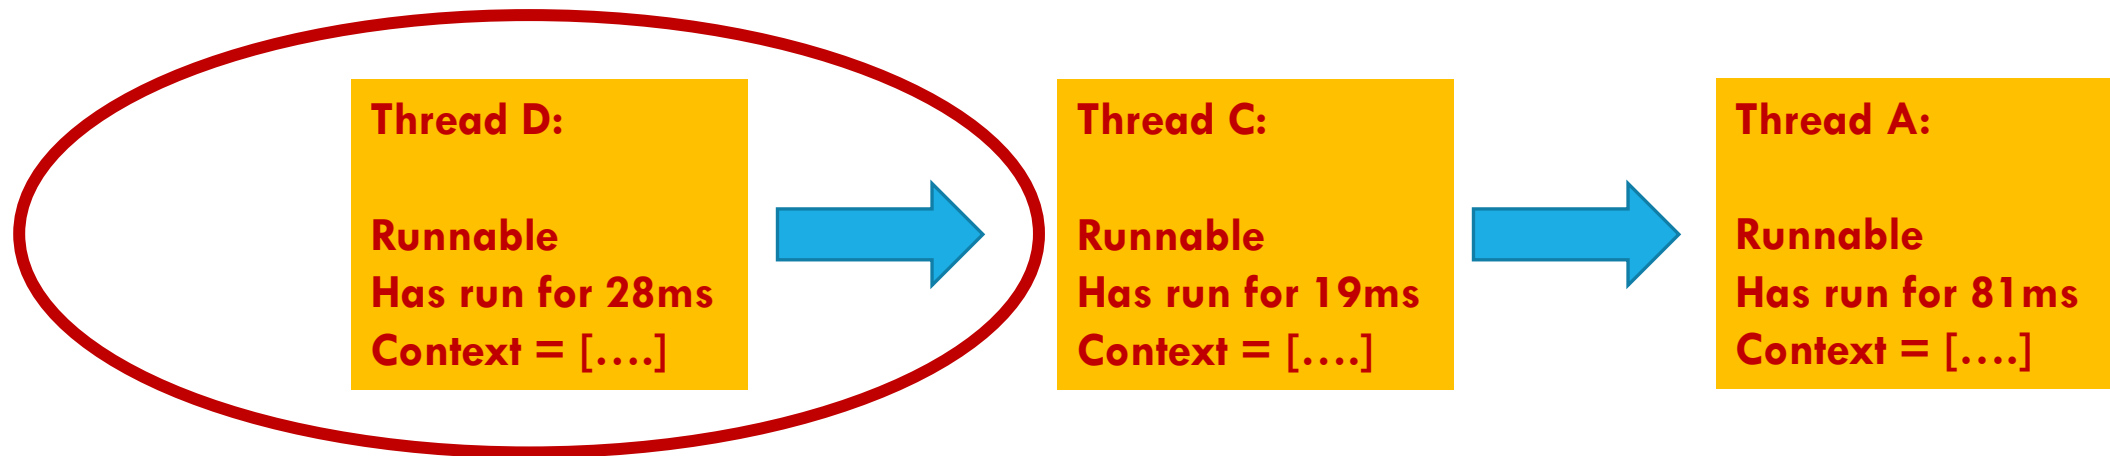 Thread D:
Runnable
Has run for 28ms
Context = [....]
Thread C:
Runnable
Has run for 19ms
Context = [....]
Thread A:
Runnable
Has run for 81ms
Context = [....]